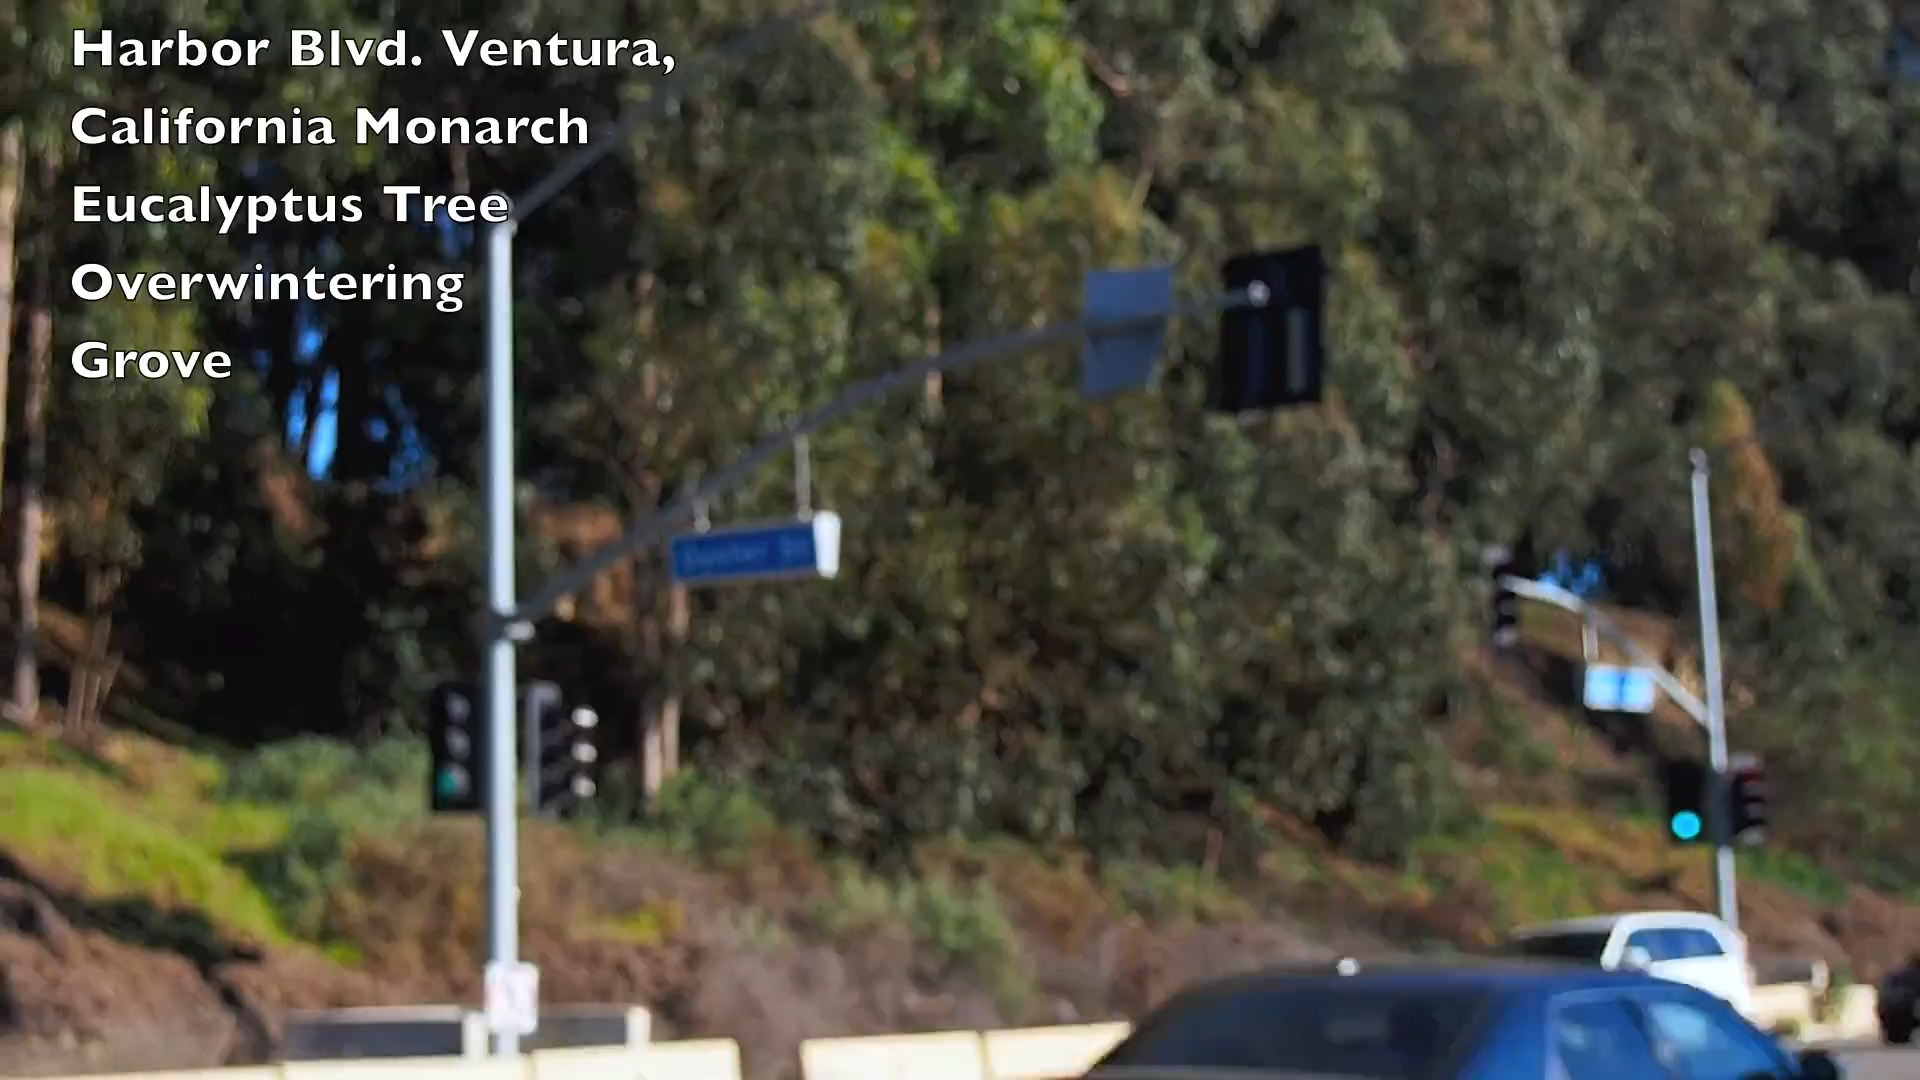 Harbor Blvd. Ventura,
California Monarch
Eucalyptus Tree
Overwintering
Grove